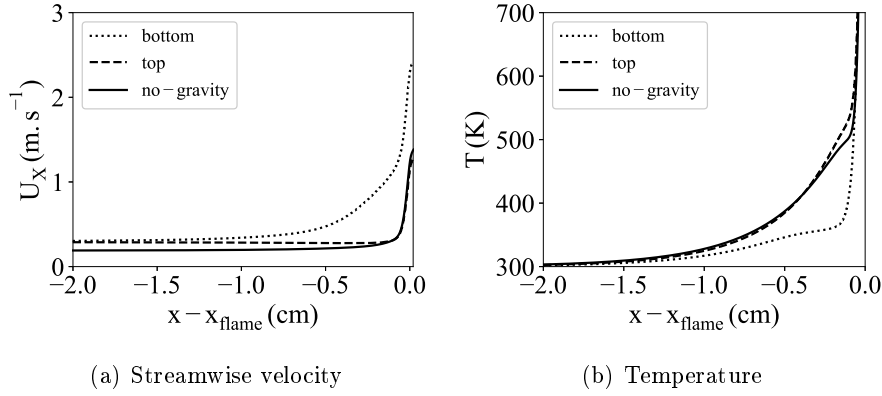 3
2
1
0
U_X (m.s⁻¹)
bottom
top
no−gravity
−2.0 −1.5 −1.0 −0.5 0.0
x − x_flame (cm)
(a) Streamwise velocity
700
600
500
400
300
T (K)
bottom
top
no−gravity
−2.0 −1.5 −1.0 −0.5 0.0
x − x_flame (cm)
(b) Temperature